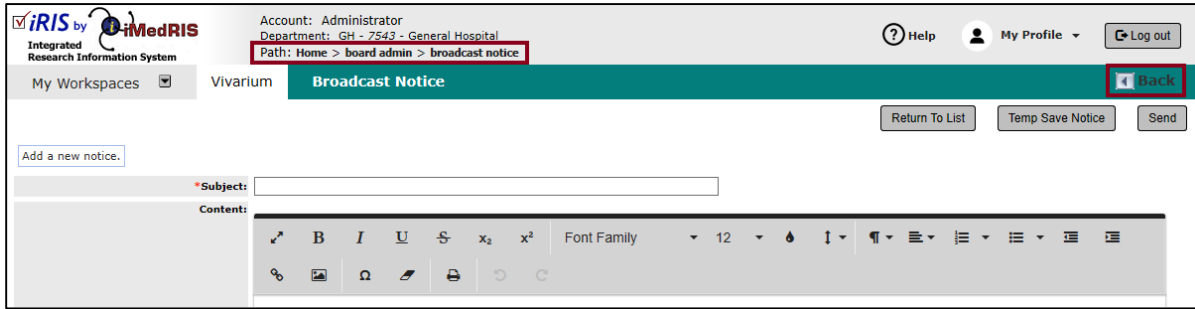 iRIS by iMedRIS
Integrated
Research Information System
Account: Administrator
Department: GH - 7543 - General Hospital
Path: Home > board admin > broadcast notice
? Help
My Profile
Log out
My Workspaces
Vivarium
Broadcast Notice
Back
Return To List
Temp Save Notice
Send
Add a new notice.
*Subject:
Content:
B I U S x₂ x² Font Family 12 ¶
Ω